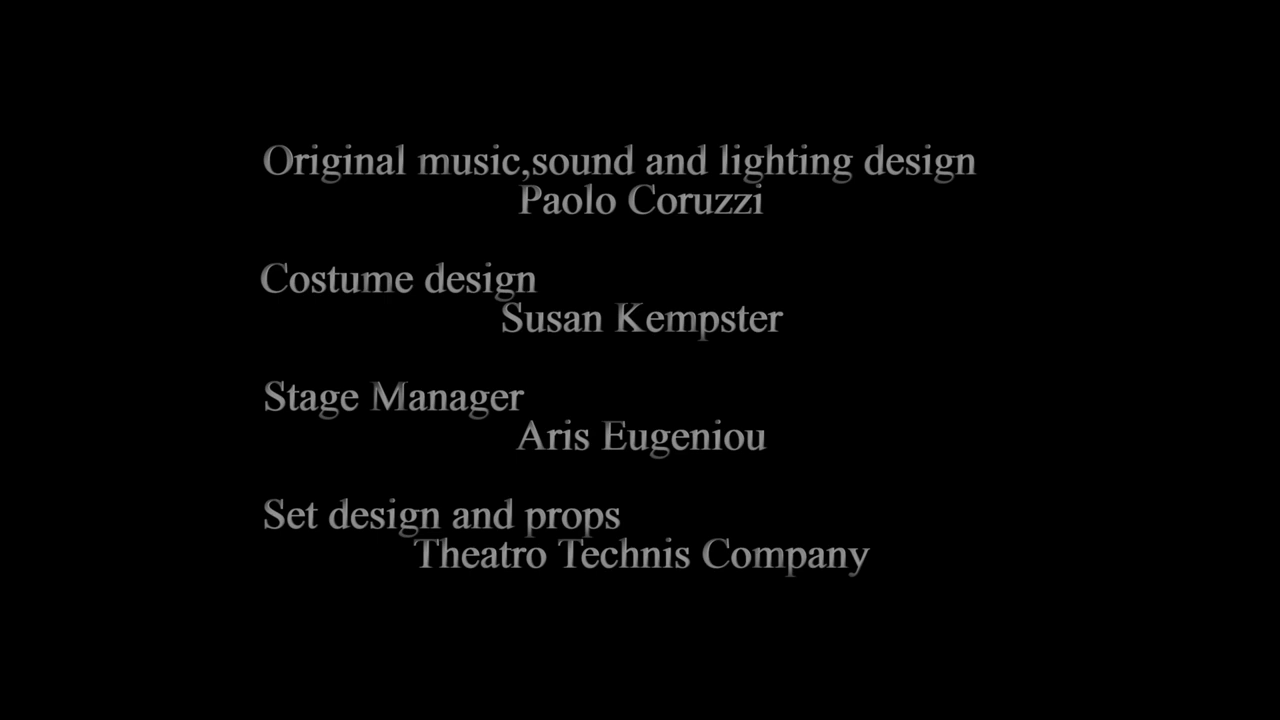 Original music,sound and lighting design
Paolo Coruzzi
Costume design
Susan Kempster
Stage Manager
Aris Eugeniou
Set design and props
Theatro Technis Company